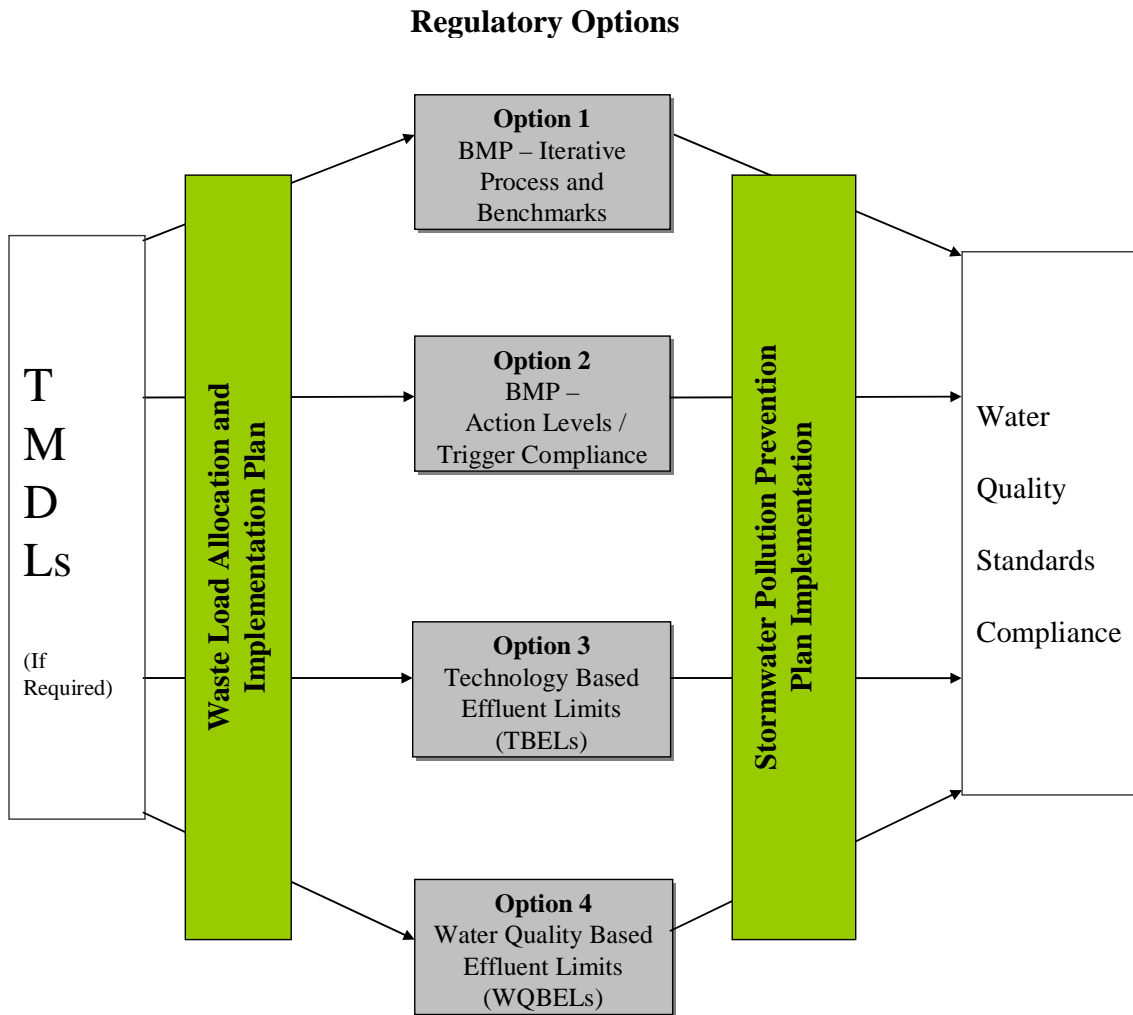 Regulatory Options
T
M
D
Ls
(If
Required)
Waste Load Allocation and
Implementation Plan
Option 1
BMP – Iterative
Process and
Benchmarks
Option 2
BMP –
Action Levels /
Trigger Compliance
Option 3
Technology Based
Effluent Limits
(TBELs)
Option 4
Water Quality Based
Effluent Limits
(WQBELs)
Stormwater Pollution Prevention
Plan Implementation
Water
Quality
Standards
Compliance